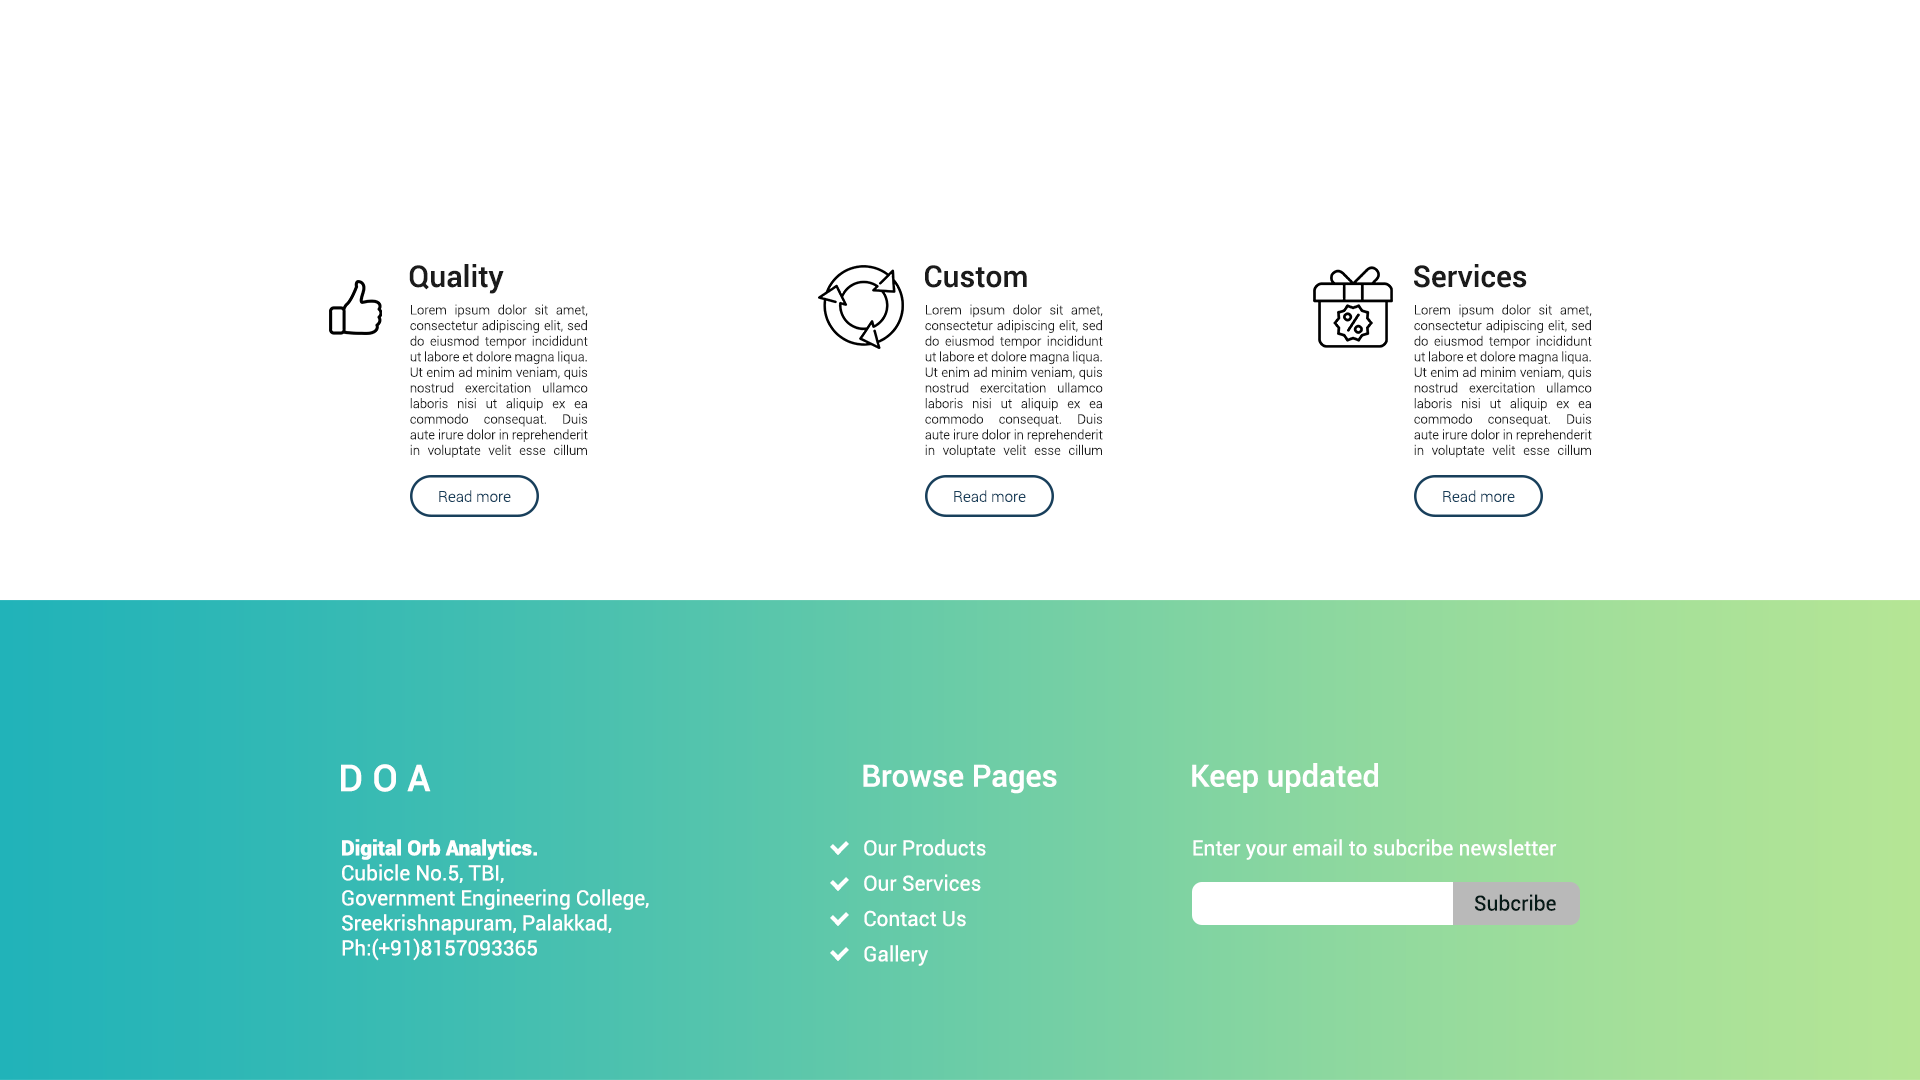 Quality
Lorem ipsum dolor sit amet,
consectetur adipiscing elit, sed
do eiusmod tempor incididunt
ut labore et dolore magna liqua.
Ut enim ad minim veniam, quis
nostrud exercitation ullamco
laboris nisi ut aliquip ex ea
commodo consequat. Duis
aute irure dolor in reprehenderit
in voluptate velit esse cillum
Read more
Custom
Lorem ipsum dolor sit amet,
consectetur adipiscing elit, sed
do eiusmod tempor incididunt
ut labore et dolore magna liqua.
Ut enim ad minim veniam, quis
nostrud exercitation ullamco
laboris nisi ut aliquip ex ea
commodo consequat. Duis
aute irure dolor in reprehenderit
in voluptate velit esse cillum
Read more
%
Services
Lorem ipsum dolor sit amet,
consectetur adipiscing elit, sed
do eiusmod tempor incididunt
ut labore et dolore magna liqua.
Ut enim ad minim veniam, quis
nostrud exercitation ullamco
laboris nisi ut aliquip ex ea
commodo consequat. Duis
aute irure dolor in reprehenderit
in voluptate velit esse cillum
Read more
D O A
Digital Orb Analytics.
Cubicle No.5, TBI,
Government Engineering College,
Sreekrishnapuram, Palakkad,
Ph:(+91)8157093365
Browse Pages
Our Products
Our Services
Contact Us
Gallery
Keep updated
Enter your email to subcribe newsletter
Subcribe